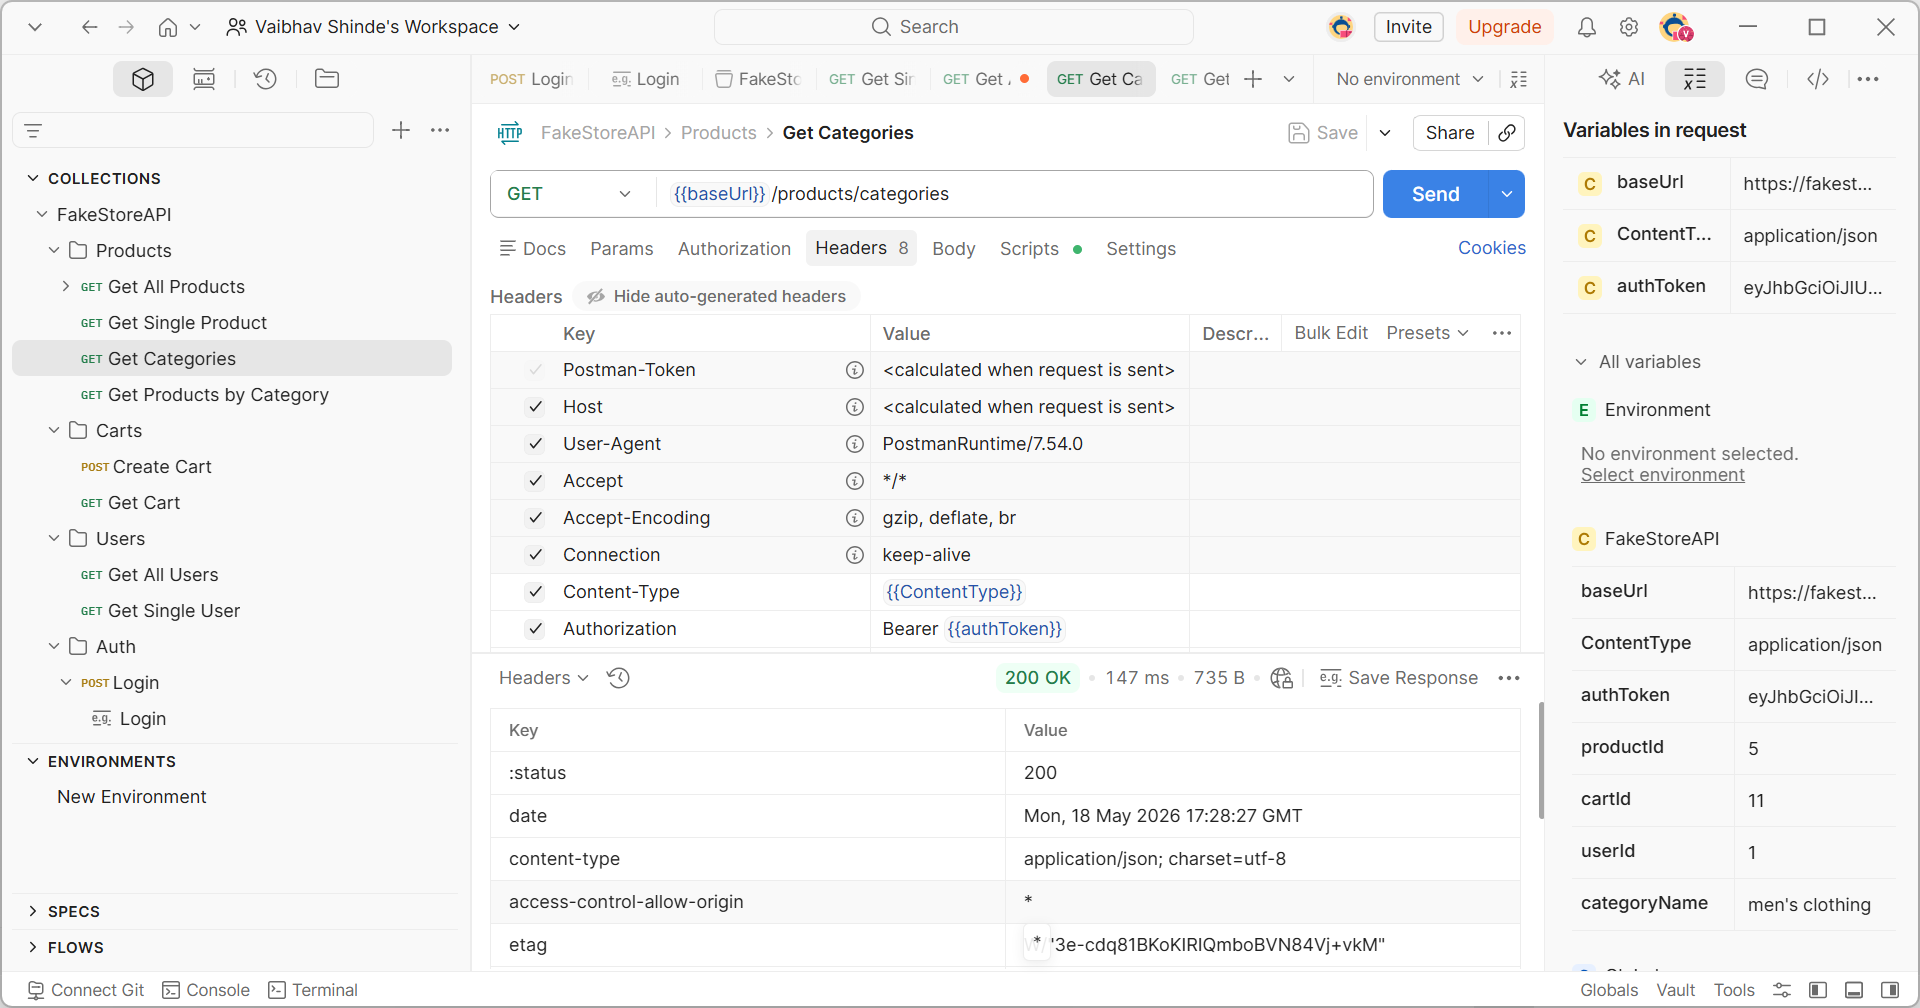 Vaibhav Shinde's Workspace
Search
Invite
Upgrade
V
COLLECTIONS
FakeStoreAPI
Products
GET Get All Products
GET Get Single Product
GET Get Categories
GET Get Products by Category
Carts
POST Create Cart
GET Get Cart
Users
GET Get All Users
GET Get Single User
Auth
POST Login
e.g. Login
ENVIRONMENTS
New Environment
SPECS
FLOWS
POST Login
e.g. Login
FakeSto
GET Get Sin
GET Get
GET Get Ca
GET Get
No environment
HTTP FakeStoreAPI > Products > Get Categories
Save
Share
GET
{{baseUrl}} /products/categories
Send
Docs
Params
Authorization
Headers 8
Body
Scripts
Settings
Cookies
Headers
Hide auto-generated headers
Key Value Descr... Bulk Edit Presets
Postman-Token <calculated when request is sent>
Host <calculated when request is sent>
User-Agent PostmanRuntime/7.54.0
Accept */*
Accept-Encoding gzip, deflate, br
Connection keep-alive
Content-Type {{ContentType}}
Authorization Bearer {{authToken}}
Headers
200 OK • 147 ms • 735 B •
e.g. Save Response
Key Value
:status 200
date Mon, 18 May 2026 17:28:27 GMT
content-type application/json; charset=utf-8
access-control-allow-origin *
etag * "3e-cdq81BKoKIRIQmboBVN84Vj+vkM"
AI
Variables in request
C baseUrl https://fakest...
C ContentT... application/json
C authToken eyJhbGciOiJIU...
All variables
E Environment
No environment selected.
Select environment
C FakeStoreAPI
baseUrl https://fakest...
ContentType application/json
authToken eyJhbGciOiJI...
productId 5
cartId 11
userId 1
categoryName men's clothing
Connect Git
Console
Terminal
Globals
Vault
Tools